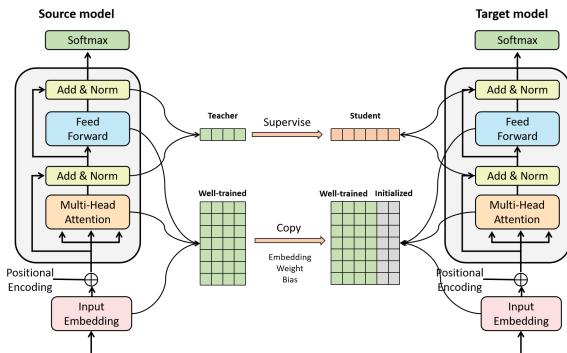 Source model
Target model
Softmax
Add & Norm
Feed
Forward
Add & Norm
Multi-Head
Attention
Positional
Encoding
Input
Embedding
Teacher
Supervise
Student
Well-trained
Copy
Embedding
Weight
Bias
Well-trained
Initialized
Softmax
Add & Norm
Feed
Forward
Add & Norm
Multi-Head
Attention
Positional
Encoding
Input
Embedding